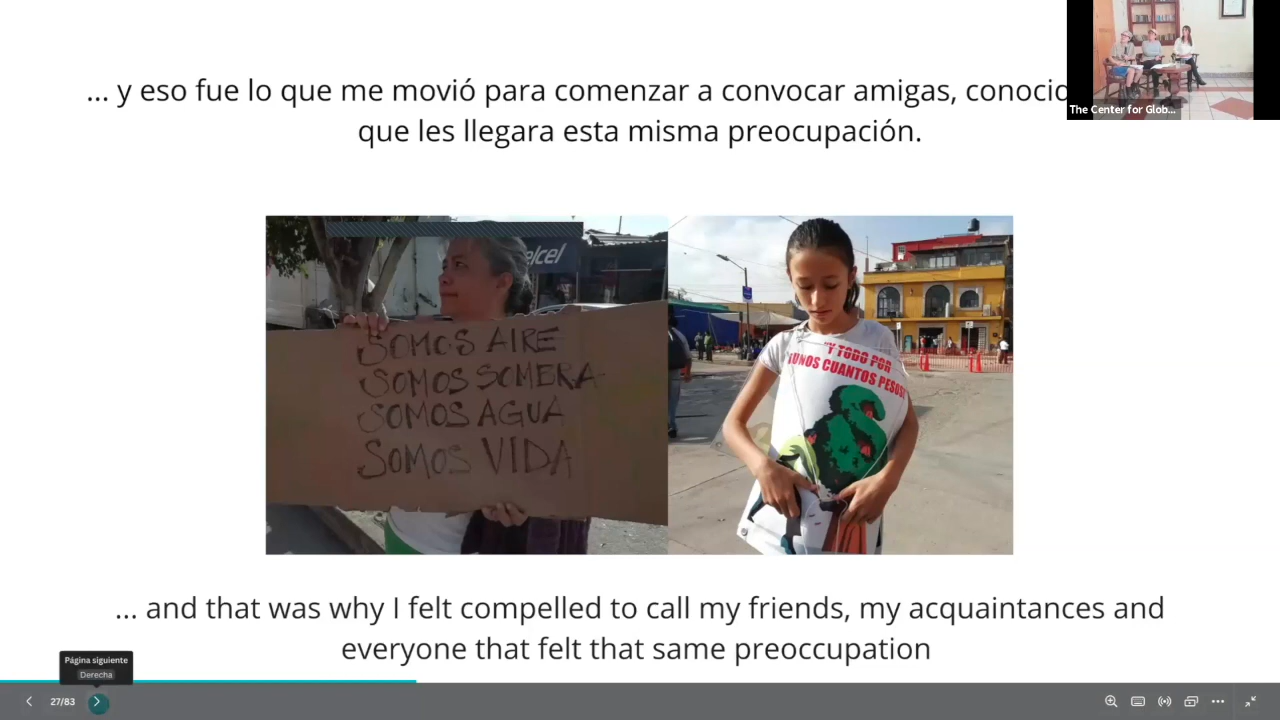 ... y eso fue lo que me movió para comenzar a convocar amigas,
que les llegara esta misma preocupación.
The Center for Glob...
elcel
SOMOS AIRE
SOMOS SOMBRA
SOMOS AGUA
SOMOS VIDA
"Y TODO POR
UNOS CUANTOS PESOS
... and that was why I felt compelled to call my friends, my acquaintances and
everyone that felt that same preoccupation
Página siguiente
Derecha
27/83